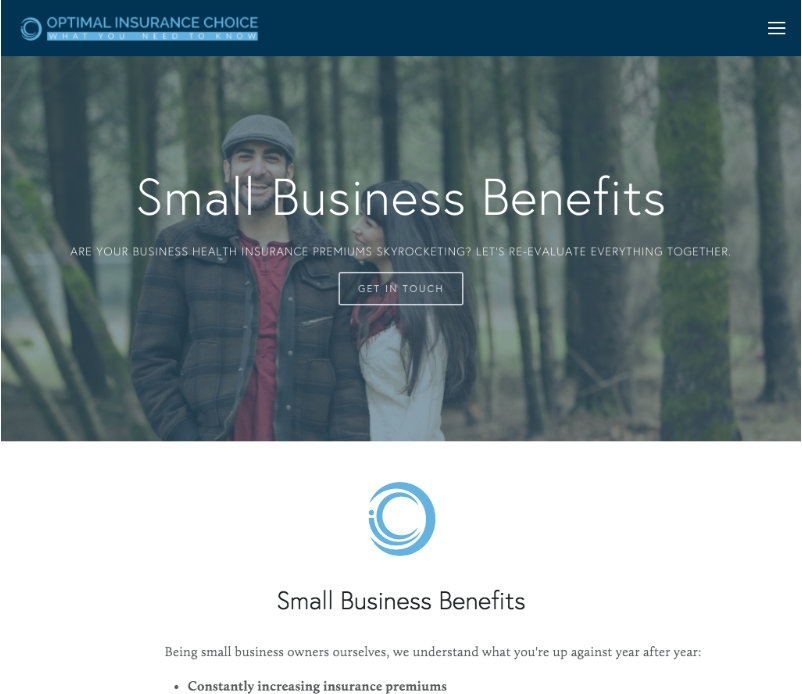 OPTIMAL INSURANCE CHOICE
WHAT YOU NEED TO KNOW
Small Business Benefits
ARE YOUR BUSINESS HEALTH INSURANCE PREMIUMS SKYROCKETING? LET'S RE-EVALUATE EVERYTHING TOGETHER.
GET IN TOUCH
Small Business Benefits
Being small business owners ourselves, we understand what you're up against year after year:
• Constantly increasing insurance premiums